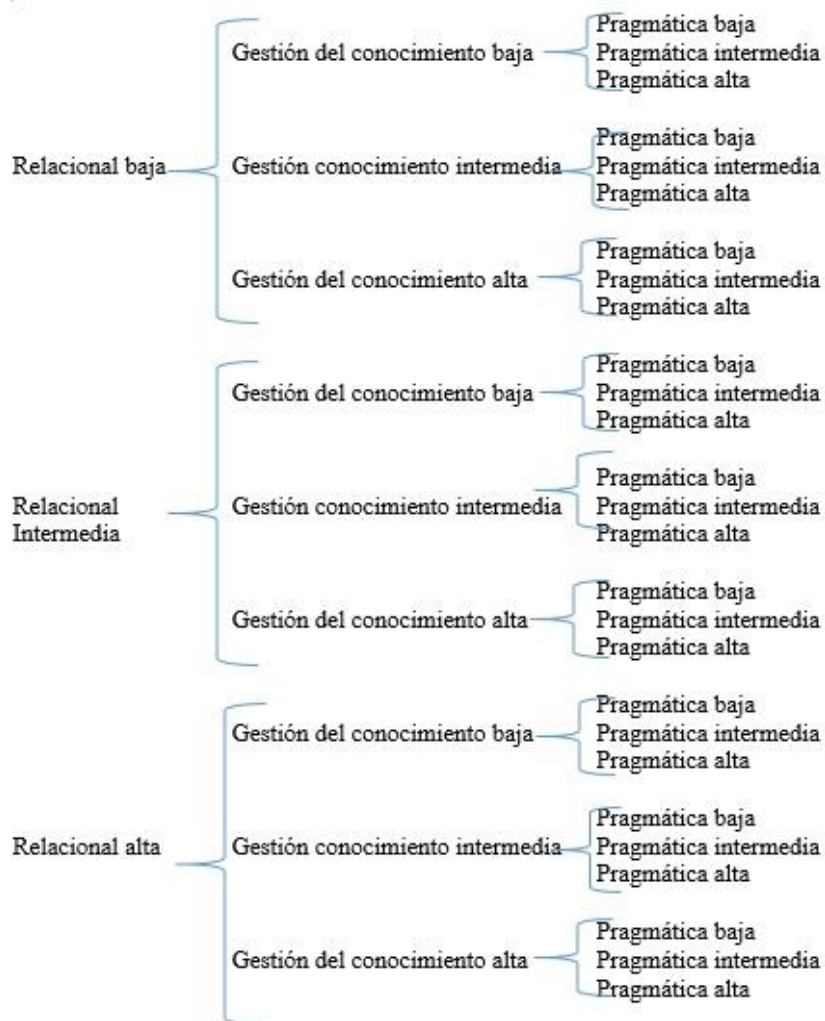 Relacional baja
Gestión del conocimiento baja
Pragmática baja
Pragmática intermedia
Pragmática alta
Gestión conocimiento intermedia
Pragmática baja
Pragmática intermedia
Pragmática alta
Gestión del conocimiento alta
Pragmática baja
Pragmática intermedia
Pragmática alta
Relacional
Intermedia
Gestión del conocimiento baja
Pragmática baja
Pragmática intermedia
Pragmática alta
Gestión conocimiento intermedia
Pragmática baja
Pragmática intermedia
Pragmática alta
Gestión del conocimiento alta
Pragmática baja
Pragmática intermedia
Pragmática alta
Relacional alta
Gestión del conocimiento baja
Pragmática baja
Pragmática intermedia
Pragmática alta
Gestión conocimiento intermedia
Pragmática baja
Pragmática intermedia
Pragmática alta
Gestión del conocimiento alta
Pragmática baja
Pragmática intermedia
Pragmática alta